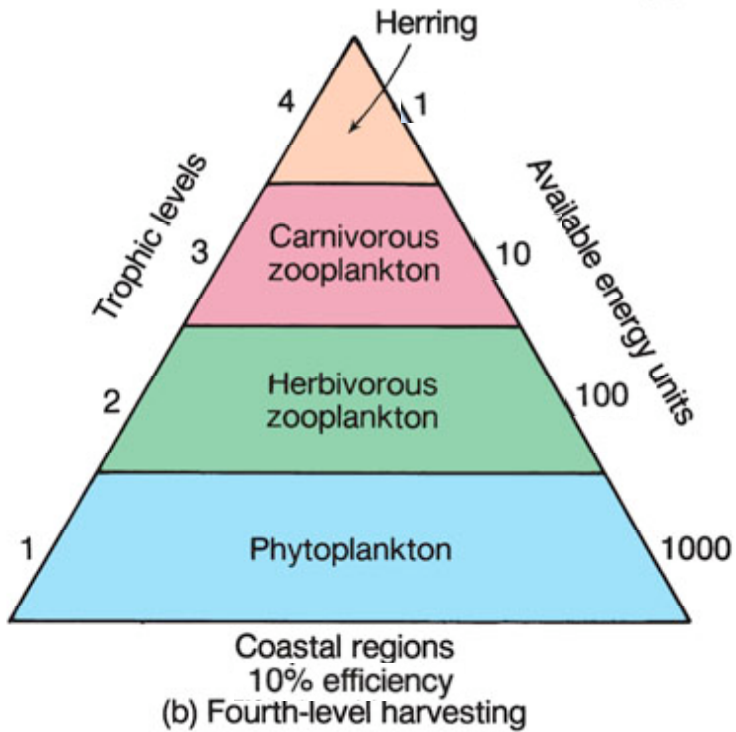 Herring
4
1
Trophic levels
Available energy units
3
Carnivorous
zooplankton
10
2
Herbivorous
zooplankton
100
1
Phytoplankton
1000
Coastal regions
10% efficiency
(b) Fourth-level harvesting